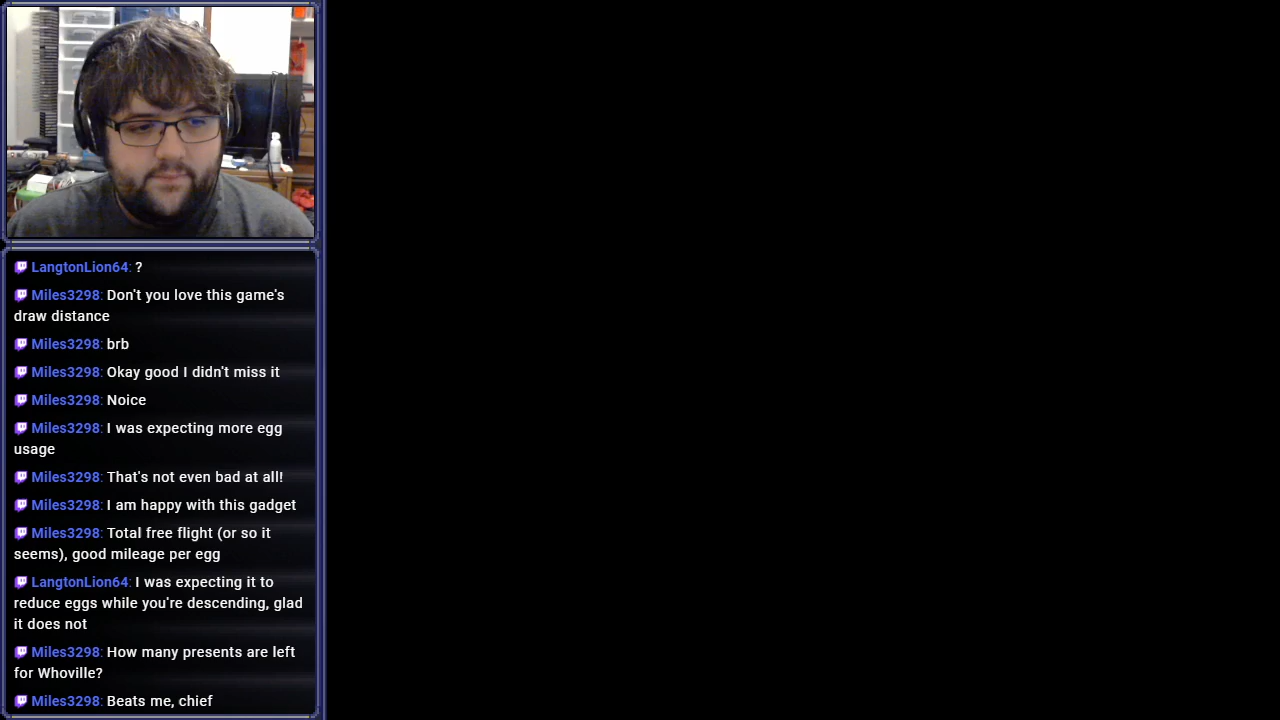 LangtonLion64: ?
Miles3298: Don't you love this game's
draw distance
Miles3298: brb
Miles3298: Okay good I didn't miss it
Miles3298: Noice
Miles3298: I was expecting more egg
usage
Miles3298: That's not even bad at all!
Miles3298: I am happy with this gadget
Miles3298: Total free flight (or so it
seems), good mileage per egg
LangtonLion64: I was expecting it to
reduce eggs while you're descending, glad
it does not
Miles3298: How many presents are left
for Whoville?
Miles3298: Beats me, chief